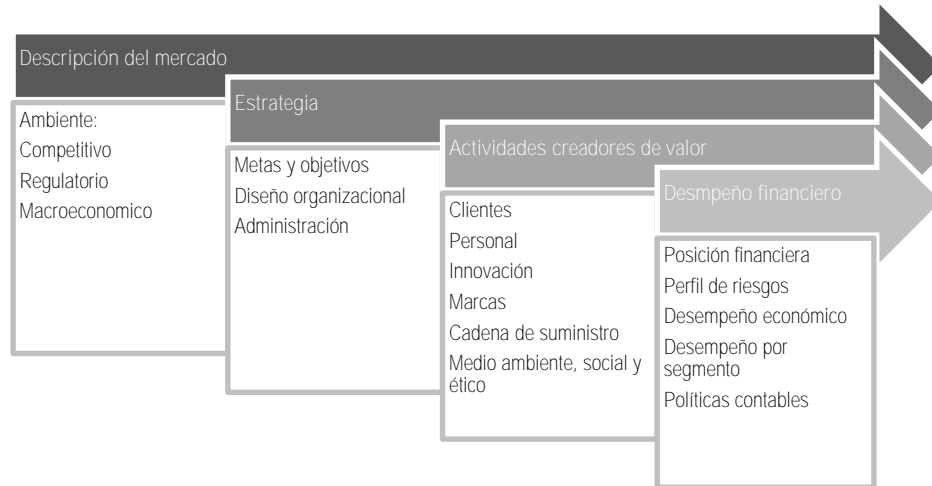 Descripción del mercado
Ambiente:
Competitivo
Regulatorio
Macroeconomico
Estrategia
Metas y objetivos
Diseño organizacional
Administración
Actividades creadores de valor
Clientes
Personal
Innovación
Marcas
Cadena de suministro
Medio ambiente, social y
ético
Desmpeño financiero
Posición financiera
Perfil de riesgos
Desempeño económico
Desempeño por
segmento
Políticas contables